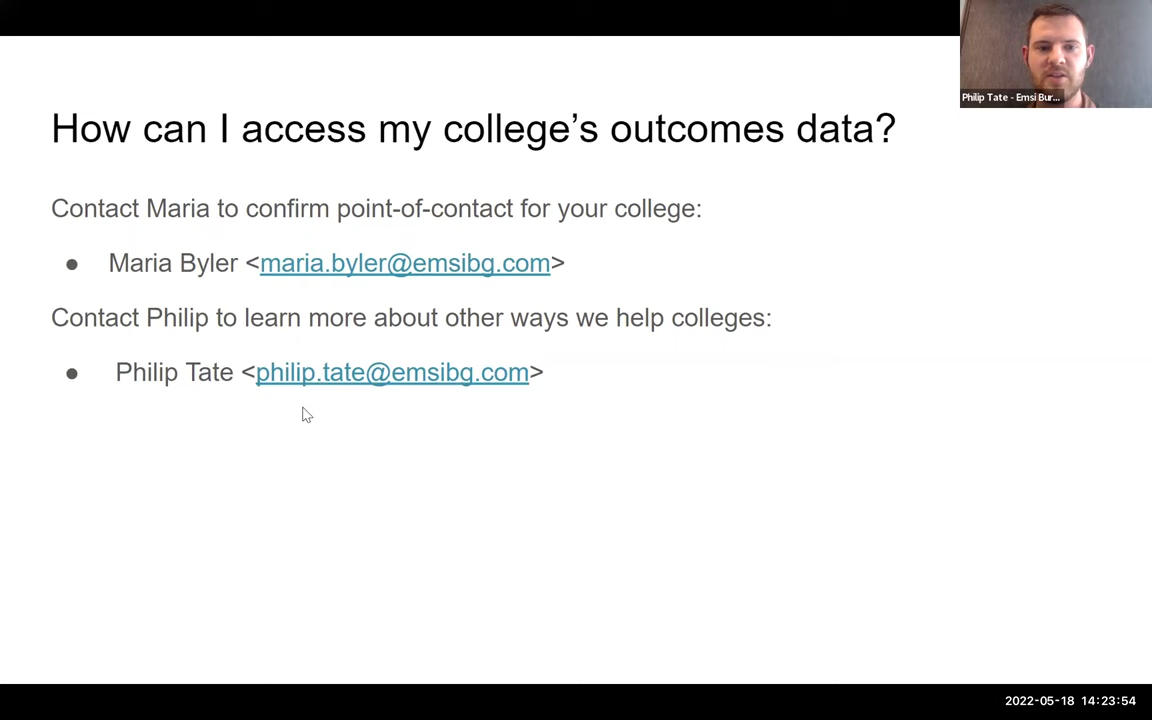 Philip Tate - Emsi Bur...
How can I access my college’s outcomes data?
Contact Maria to confirm point-of-contact for your college:
● Maria Byler <maria.byler@emsibg.com>
Contact Philip to learn more about other ways we help colleges:
● Philip Tate <philip.tate@emsibg.com>
2022-05-18 14:23:54